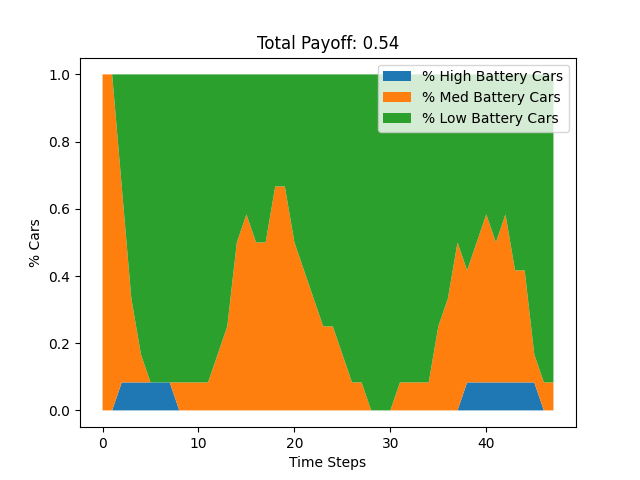 Total Payoff: 0.54
% High Battery Cars
% Med Battery Cars
% Low Battery Cars
1.0
0.8
0.6
0.4
0.2
0.0
% Cars
0 10 20 30 40
Time Steps